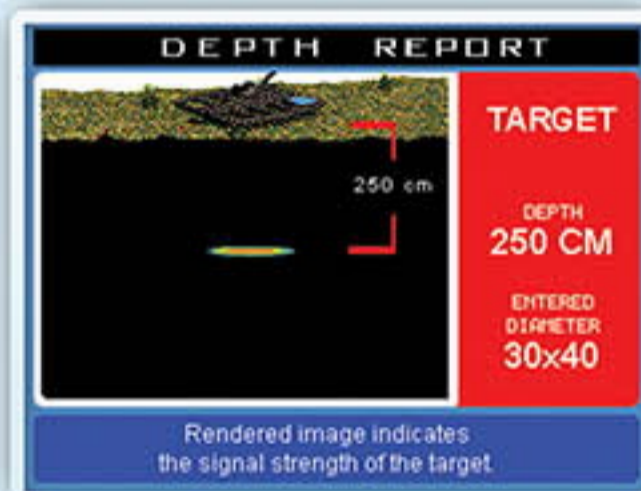 DEPTH REPORT
250 cm
TARGET
DEPTH
250 CM
ENTERED
DIAMETER
30x40
Rendered image indicates
the signal strength of the target.